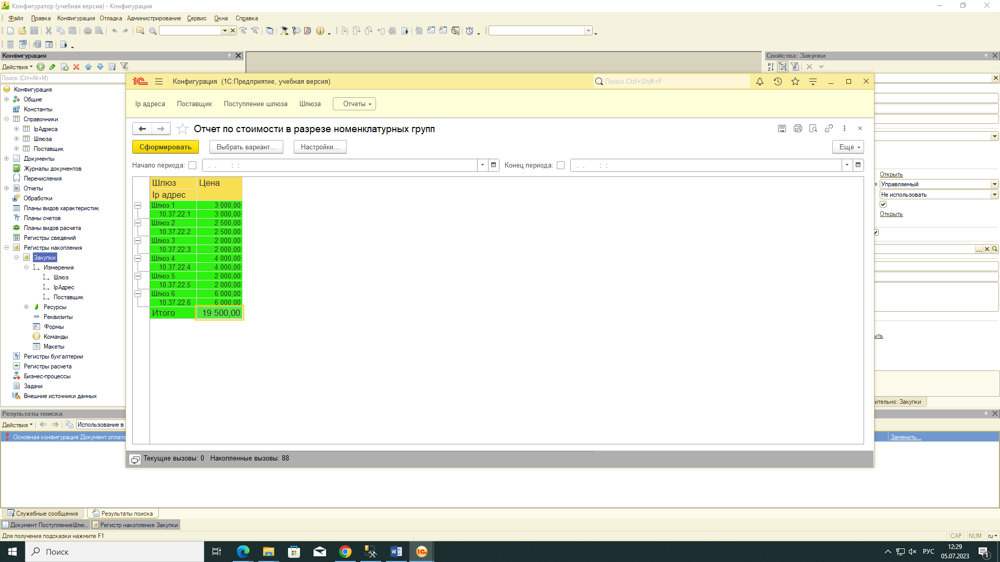 Конфигуратор (учебная версия) - Конфигурация
Файл Правка Конфигурация Отладка Администрирование Сервис Окна Справка
Конфигурация
Действия
Поиск (Ctrl+Alt+M)
Конфигурация
Общие
Константы
Справочники
IpАдреса
Шлюза
Поставщик
Документы
Журналы документов
Перечисления
Отчеты
Обработки
Планы видов характеристик
Планы счетов
Планы видов расчета
Регистры сведений
Регистры накопления
Закупки
Измерения
Шлюз
IpАдрес
Поставщик
Ресурсы
Реквизиты
Формы
Команды
Макеты
Регистры бухгалтерии
Регистры расчета
Бизнес-процессы
Задачи
Внешние источники данных
1С Конфигурация (1С:Предприятие, учебная версия)
Поиск Ctrl+Shift+F
Ip адреса Поставщик Поступление шлюза Шлюза Отчеты
Отчет по стоимости в разрезе номенклатурных групп
Сформировать Выбрать вариант... Настройки... Еще
Начало периода: . . : : Конец периода: . . : :
Шлюз Цена
Ip адрес
Шлюз 1 3 000,00
10.37.22.1 3 000,00
Шлюз 2 2 500,00
10.37.22.2 2 500,00
Шлюз 3 2 000,00
10.37.22.3 2 000,00
Шлюз 4 4 000,00
10.37.22.4 4 000,00
Шлюз 5 2 000,00
10.37.22.5 2 000,00
Шлюз 6 6 000,00
10.37.22.6 6 000,00
Итого 19 500,00
Текущие вызовы: 0 Накопленные вызовы: 88
Свойства: Закупки
Открыть
х Управляемый
Не использовать
Открыть
ыть
ительно: Закупки
Результаты поиска
Действия Использование в
Основная конфигурация Документ.оплата
Заменить...
Служебные сообщения Результаты поиска
Документ ПоступлениеШлю... Регистр накопления Закупки
Для получения подсказки нажмите F1
CAP NUM ru
Поиск
РУС
12:29
05.07.2023
1